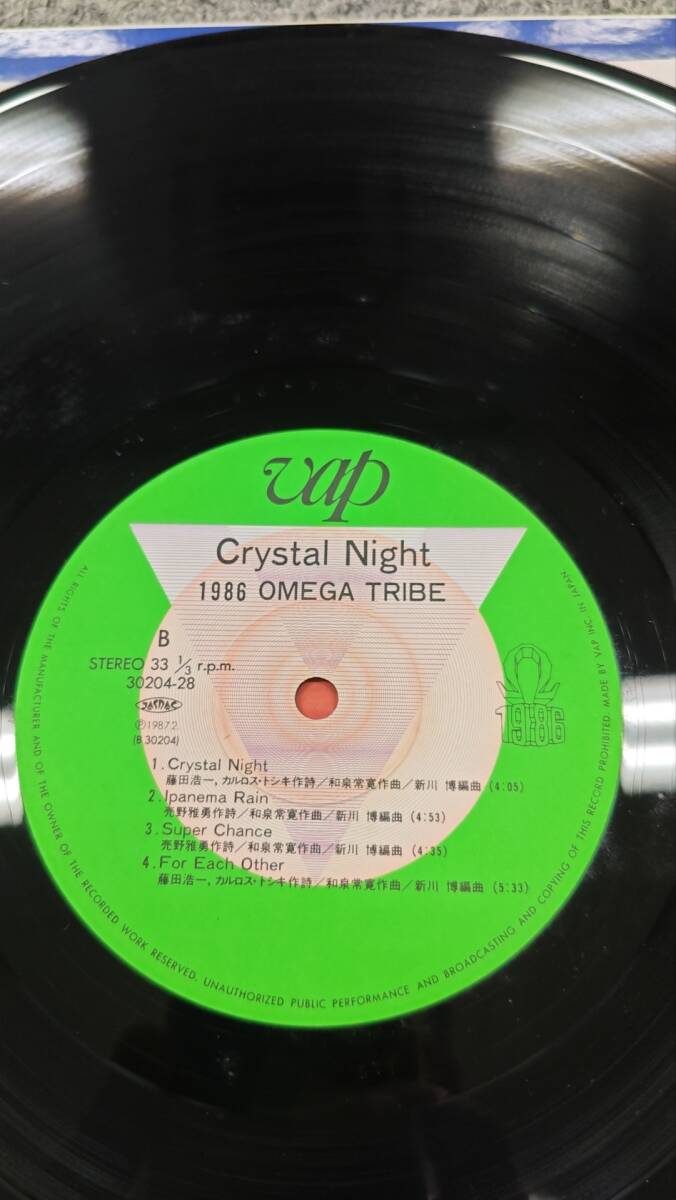 vap
Crystal Night
1986 OMEGA TRIBE
B
STEREO 33 1/3 r.p.m.
30204-28
JASRAC
Ⓟ1987.2
(B 30204)
1986
1. Crystal Night
藤田浩一, カルロス・トシキ作詩／和泉常寛作曲／新川 博編曲 (4:05)
2. Ipanema Rain
売野雅勇作詩／和泉常寛作曲／新川 博編曲 (4:53)
3. Super Chance
売野雅勇作詩／和泉常寛作曲／新川 博編曲 (4:35)
4. For Each Other
藤田浩一, カルロス・トシキ作詩／和泉常寛作曲／新川 博編曲 (5:33)
ALL RIGHTS OF THE MANUFACTURER AND OF THE OWNER OF THE RECORDED WORK RESERVED. UNAUTHORIZED PUBLIC PERFORMANCE AND BROADCASTING AND COPYING OF THIS RECORD PROHIBITED. MADE BY VAP INC. IN JAPAN